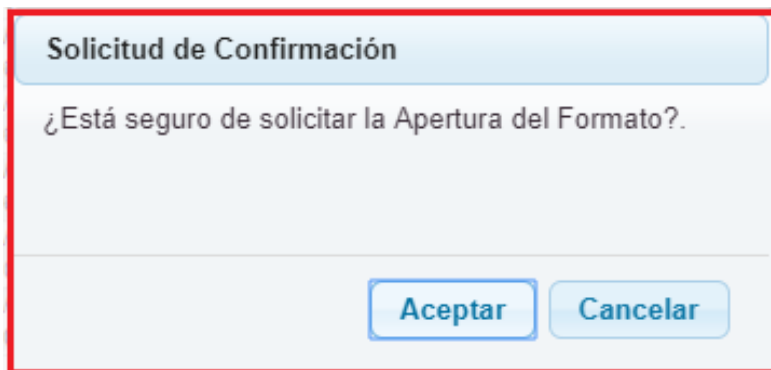 Solicitud de Confirmación
¿Está seguro de solicitar la Apertura del Formato?.
Aceptar
Cancelar